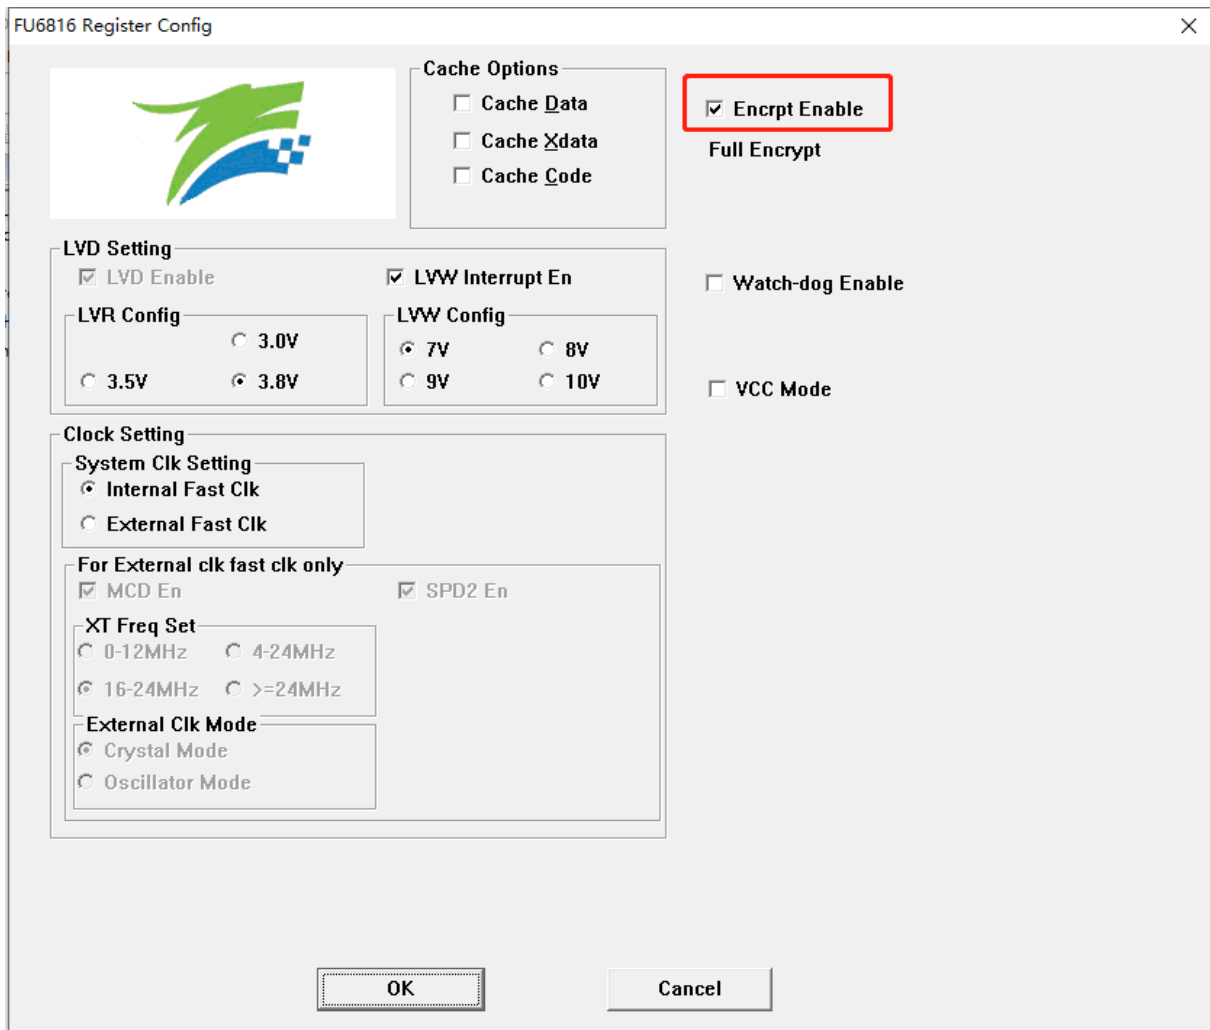 FU6816 Register Config
Cache Options
Cache Data
Cache Xdata
Cache Code
Encrpt Enable
Full Encrypt
LVD Setting
LVD Enable
LVW Interrupt En
LVR Config
3.0V
3.5V
3.8V
LVW Config
7V
8V
9V
10V
Watch-dog Enable
VCC Mode
Clock Setting
System Clk Setting
Internal Fast Clk
External Fast Clk
For External clk fast clk only
MCD En
SPD2 En
XT Freq Set
0-12MHz
4-24MHz
16-24MHz
>=24MHz
External Clk Mode
Crystal Mode
Oscillator Mode
OK
Cancel